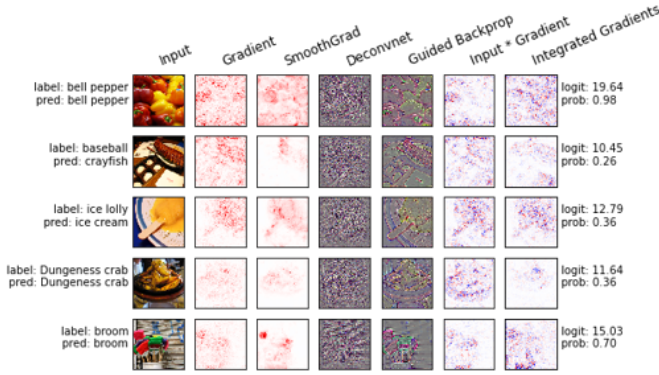 Input
Gradient
SmoothGrad
Deconvnet
Guided Backprop
Input * Gradient
Integrated Gradients
label: bell pepper
pred: bell pepper
logit: 19.64
prob: 0.98
label: baseball
pred: crayfish
logit: 10.45
prob: 0.26
label: ice lolly
pred: ice cream
logit: 12.79
prob: 0.36
label: Dungeness crab
pred: Dungeness crab
logit: 11.64
prob: 0.36
label: broom
pred: broom
logit: 15.03
prob: 0.70